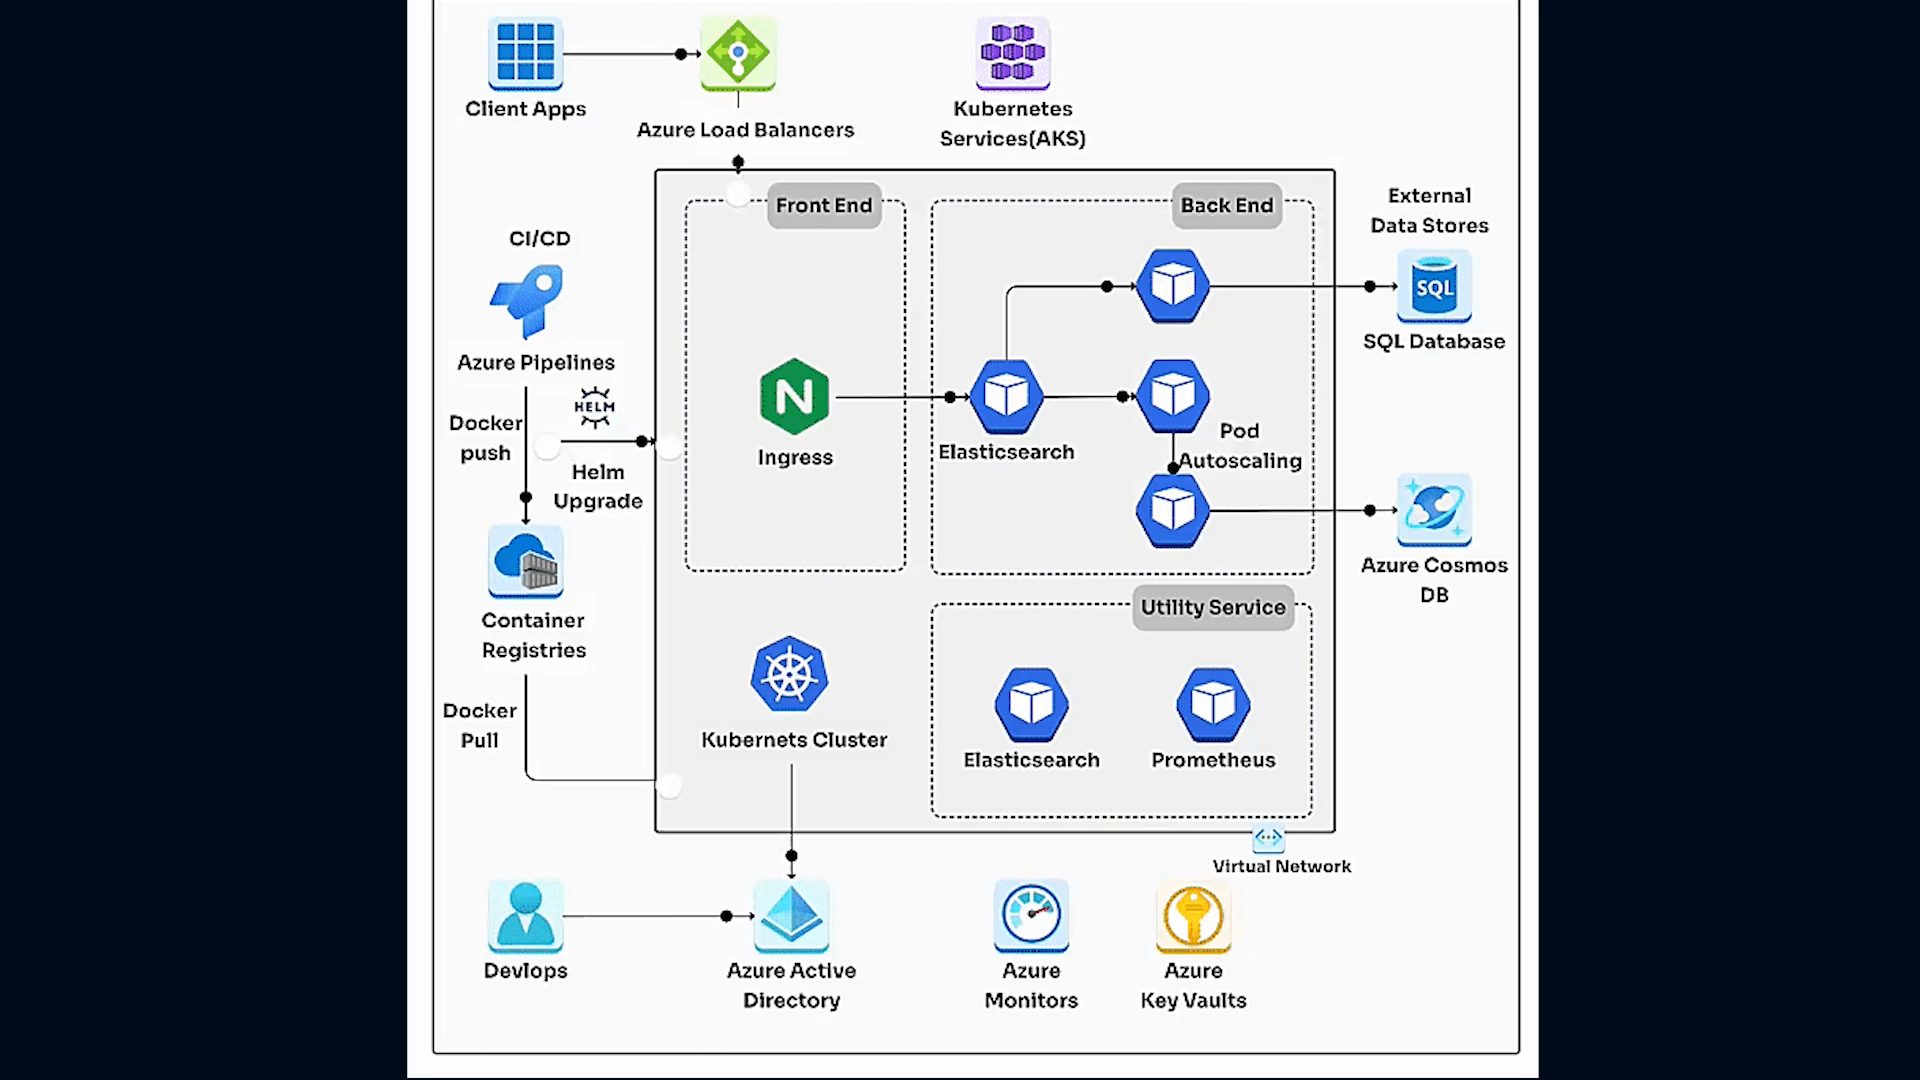 Client Apps
Azure Load Balancers
Kubernetes
Services(AKS)
Front End
Back End
External
Data Stores
SQL
SQL Database
CI/CD
Azure Pipelines
HELM
Docker
push
Helm
Upgrade
N
Ingress
Elasticsearch
Pod
Autoscaling
Azure Cosmos
DB
Container
Registries
Utility Service
Docker
Pull
Kubernets Cluster
Elasticsearch
Prometheus
Virtual Network
Devlops
Azure Active
Directory
Azure
Monitors
Azure
Key Vaults